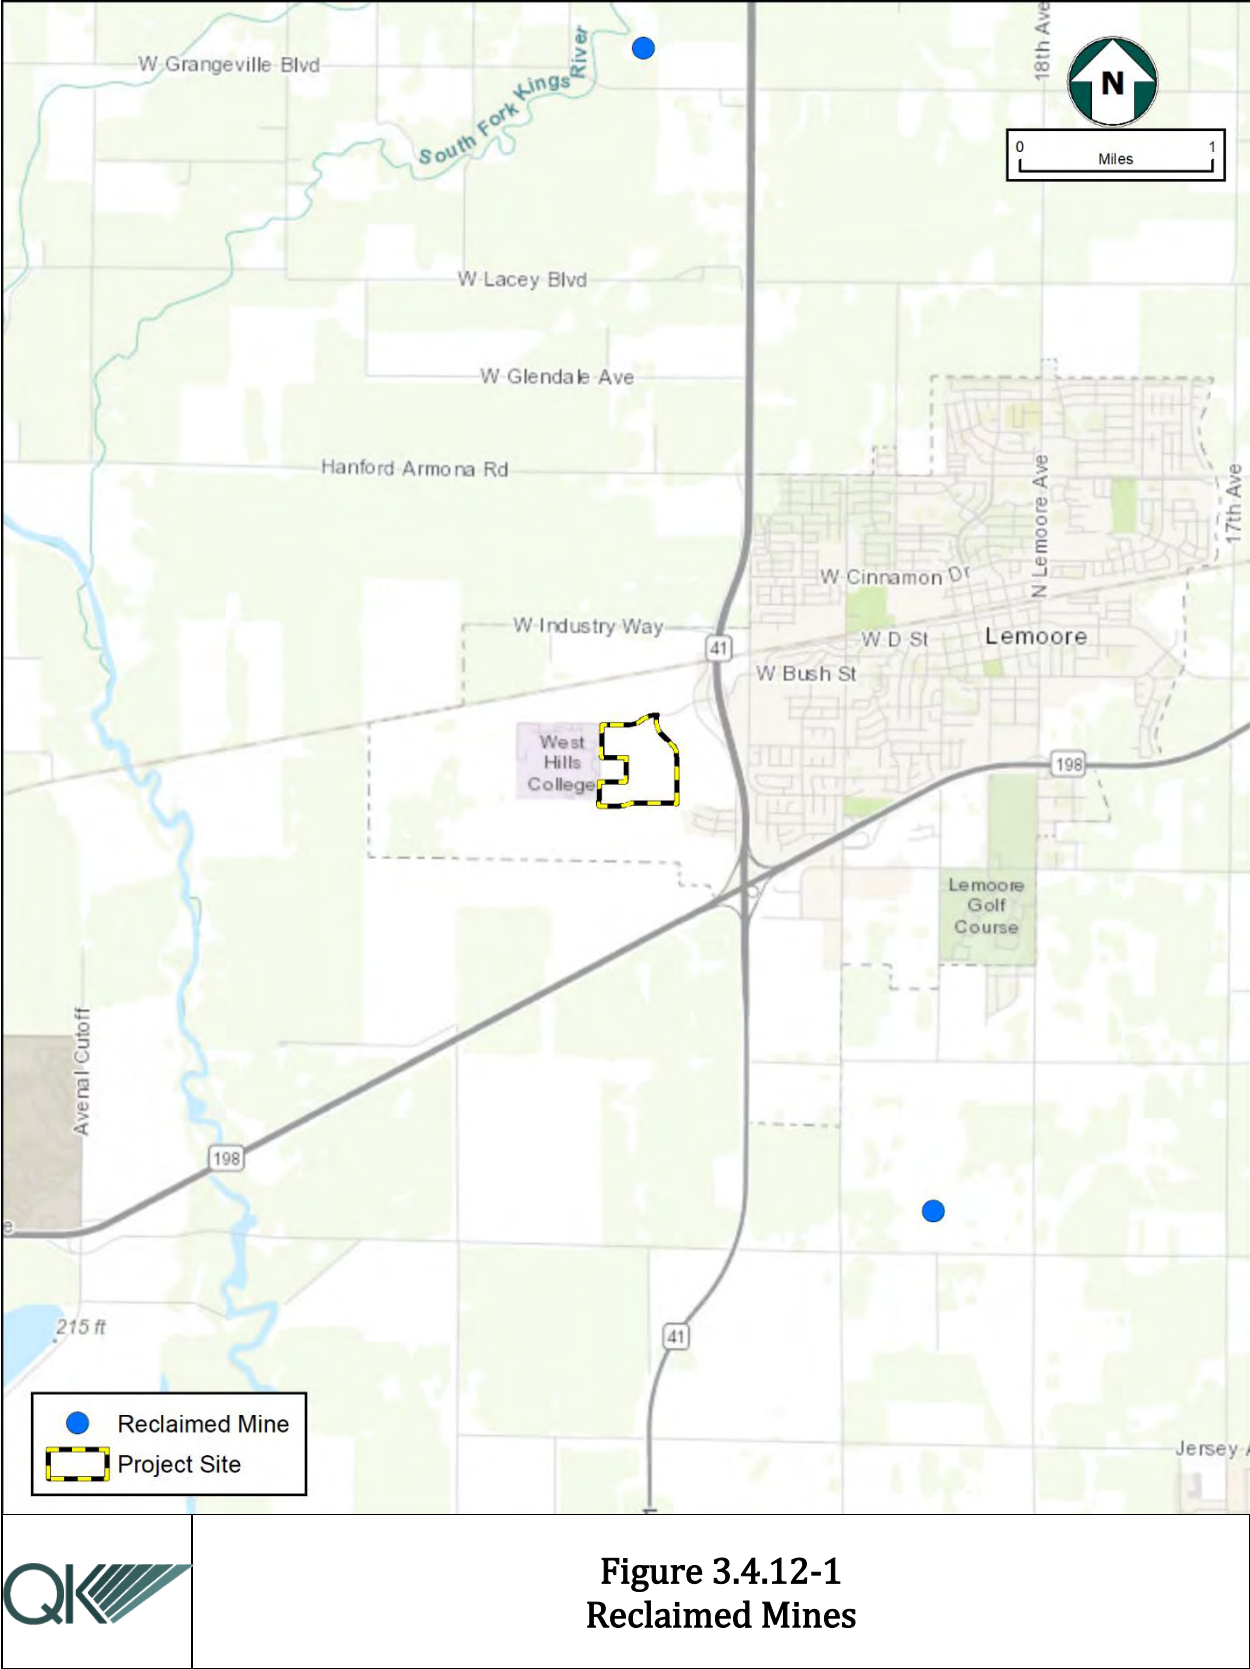 W Grangeville Blvd
South Fork Kings River
18th Ave
N
0 1
Miles
W Lacey Blvd
W Glendale Ave
Hanford Armona Rd
N Lemoore Ave
17th Ave
W Cinnamon Dr
W Industry Way
41
W D St
Lemoore
W Bush St
West
Hills
College
198
Lemoore
Golf
Course
Avenal Cutoff
198
e
215 ft
41
Reclaimed Mine
Project Site
Jersey A
QK
Figure 3.4.12-1
Reclaimed Mines